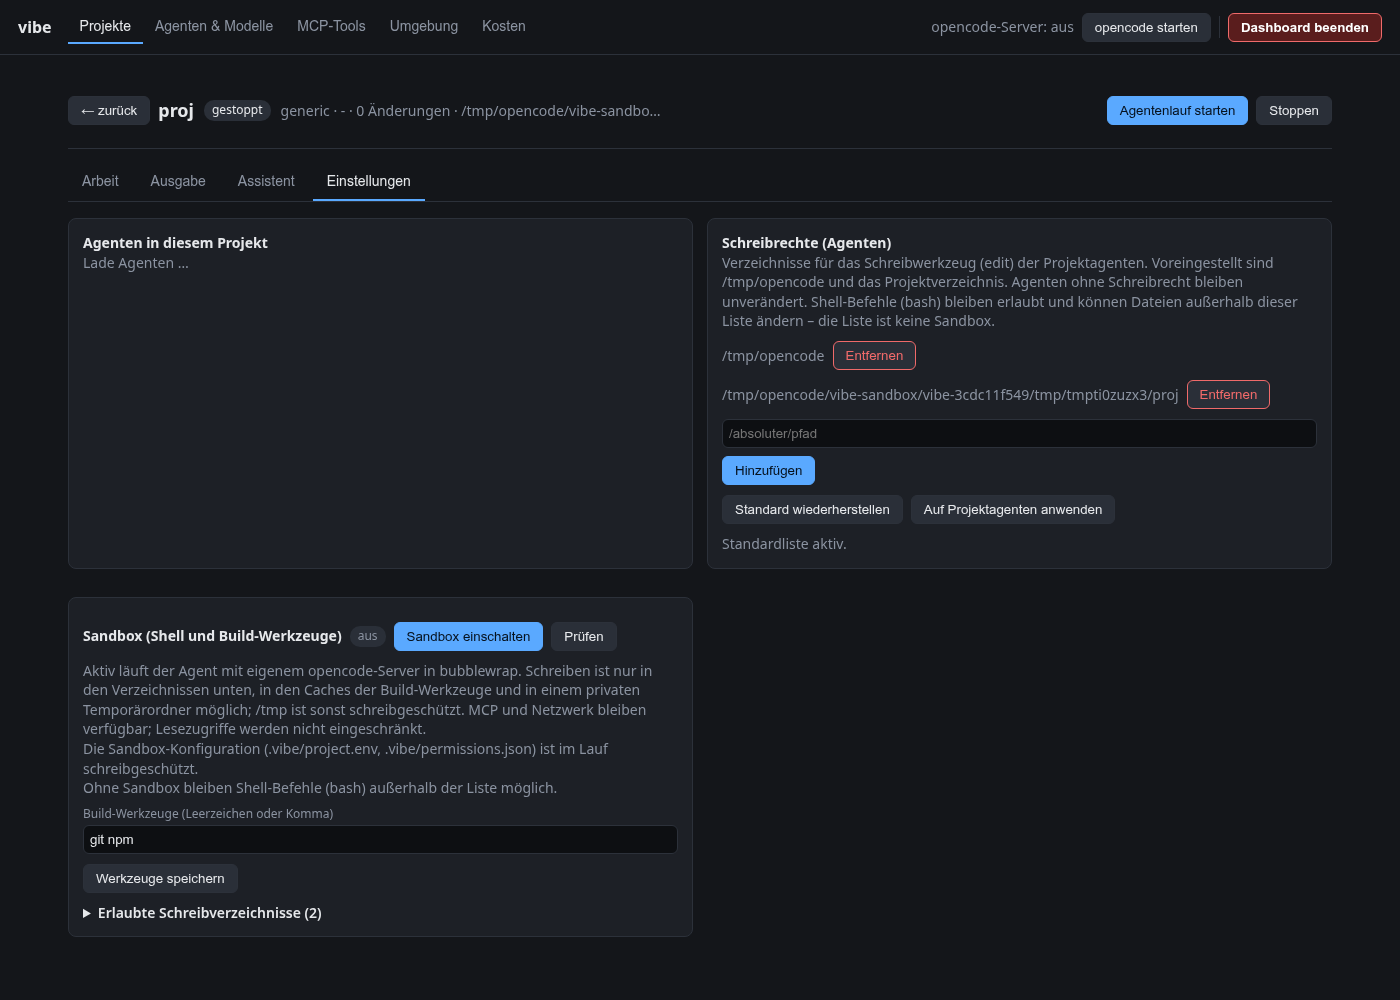 vibe Projekte Agenten & Modelle MCP-Tools Umgebung Kosten opencode-Server: aus opencode starten Dashboard beenden
← zurück proj gestoppt generic · - · 0 Änderungen · /tmp/opencode/vibe-sandbo... Agentenlauf starten Stoppen
Arbeit Ausgabe Assistent Einstellungen
Agenten in diesem Projekt
Lade Agenten ...
Schreibrechte (Agenten)
Verzeichnisse für das Schreibwerkzeug (edit) der Projektagenten. Voreingestellt sind
/tmp/opencode und das Projektverzeichnis. Agenten ohne Schreibrecht bleiben
unverändert. Shell-Befehle (bash) bleiben erlaubt und können Dateien außerhalb dieser
Liste ändern – die Liste ist keine Sandbox.
/tmp/opencode Entfernen
/tmp/opencode/vibe-sandbox/vibe-3cdc11f549/tmp/tmpti0zuzx3/proj Entfernen
/absoluter/pfad
Hinzufügen
Standard wiederherstellen Auf Projektagenten anwenden
Standardliste aktiv.
Sandbox (Shell und Build-Werkzeuge) aus Sandbox einschalten Prüfen
Aktiv läuft der Agent mit eigenem opencode-Server in bubblewrap. Schreiben ist nur in
den Verzeichnissen unten, in den Caches der Build-Werkzeuge und in einem privaten
Temporärordner möglich; /tmp ist sonst schreibgeschützt. MCP und Netzwerk bleiben
verfügbar; Lesezugriffe werden nicht eingeschränkt.
Die Sandbox-Konfiguration (.vibe/project.env, .vibe/permissions.json) ist im Lauf
schreibgeschützt.
Ohne Sandbox bleiben Shell-Befehle (bash) außerhalb der Liste möglich.
Build-Werkzeuge (Leerzeichen oder Komma)
git npm
Werkzeuge speichern
▶ Erlaubte Schreibverzeichnisse (2)